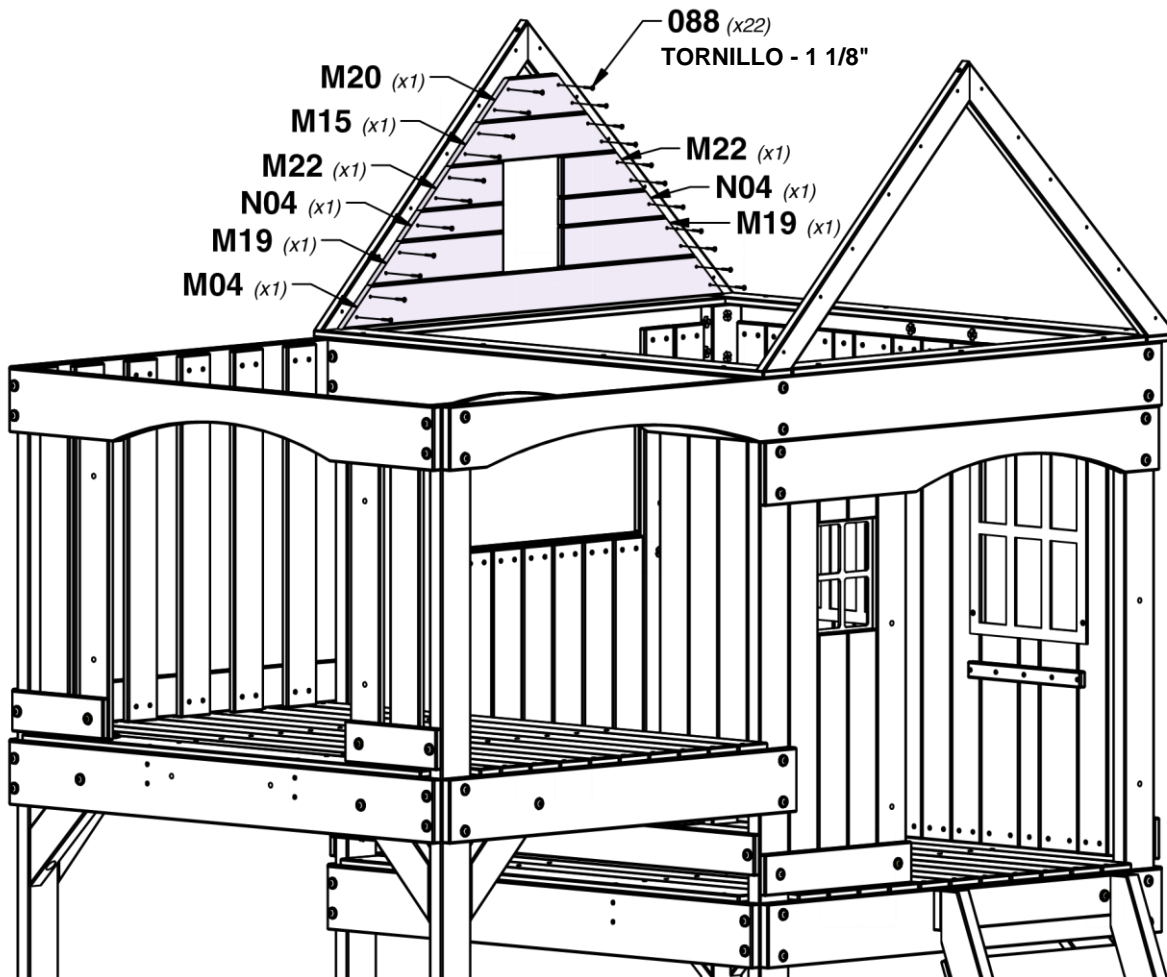 088 (x22)
TORNILLO - 1 1/8"
M20 (x1)
M15 (x1)
M22 (x1)
N04 (x1)
M19 (x1)
M04 (x1)
M22 (x1)
N04 (x1)
M19 (x1)